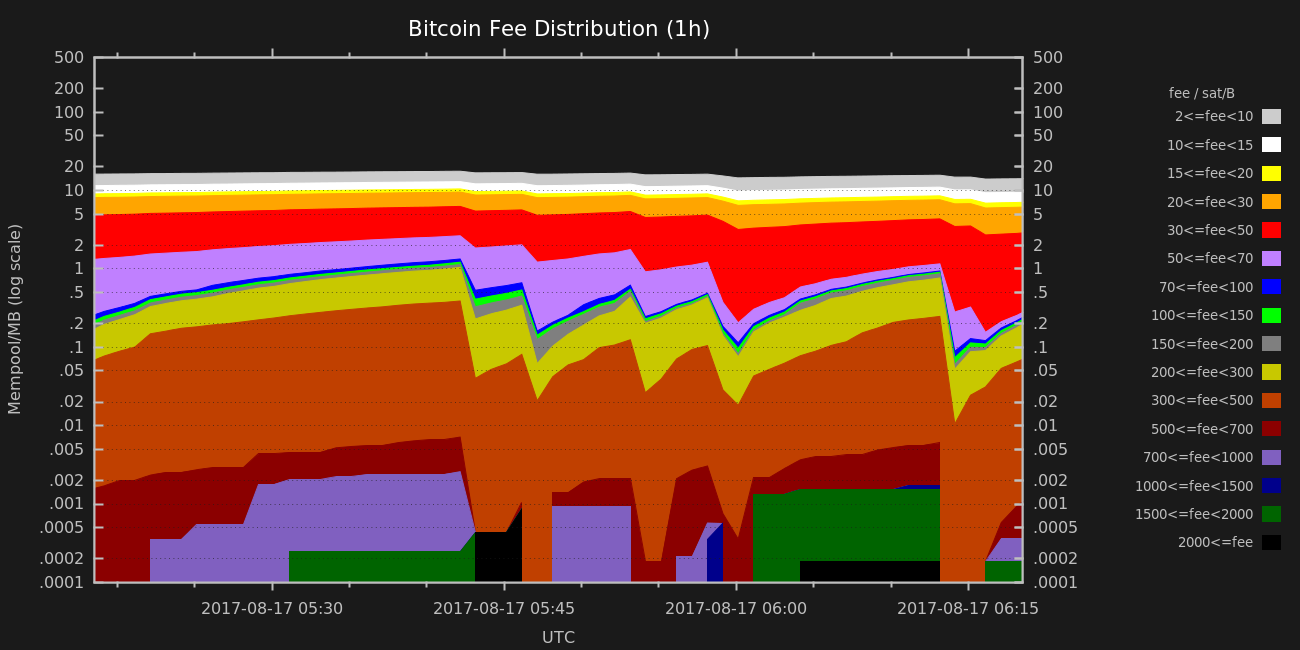 Bitcoin Fee Distribution (1h)
500
200
100
50
20
10
5
2
1
.5
.2
.1
.05
.02
.01
.005
.002
.001
.0005
.0002
.0001
Mempool/MB (log scale)
500
200
100
50
20
10
5
2
1
.5
.2
.1
.05
.02
.01
.005
.002
.001
.0005
.0002
.0001
2017-08-17 05:30 2017-08-17 05:45 2017-08-17 06:00 2017-08-17 06:15
UTC
fee / sat/B
2<=fee<10
10<=fee<15
15<=fee<20
20<=fee<30
30<=fee<50
50<=fee<70
70<=fee<100
100<=fee<150
150<=fee<200
200<=fee<300
300<=fee<500
500<=fee<700
700<=fee<1000
1000<=fee<1500
1500<=fee<2000
2000<=fee